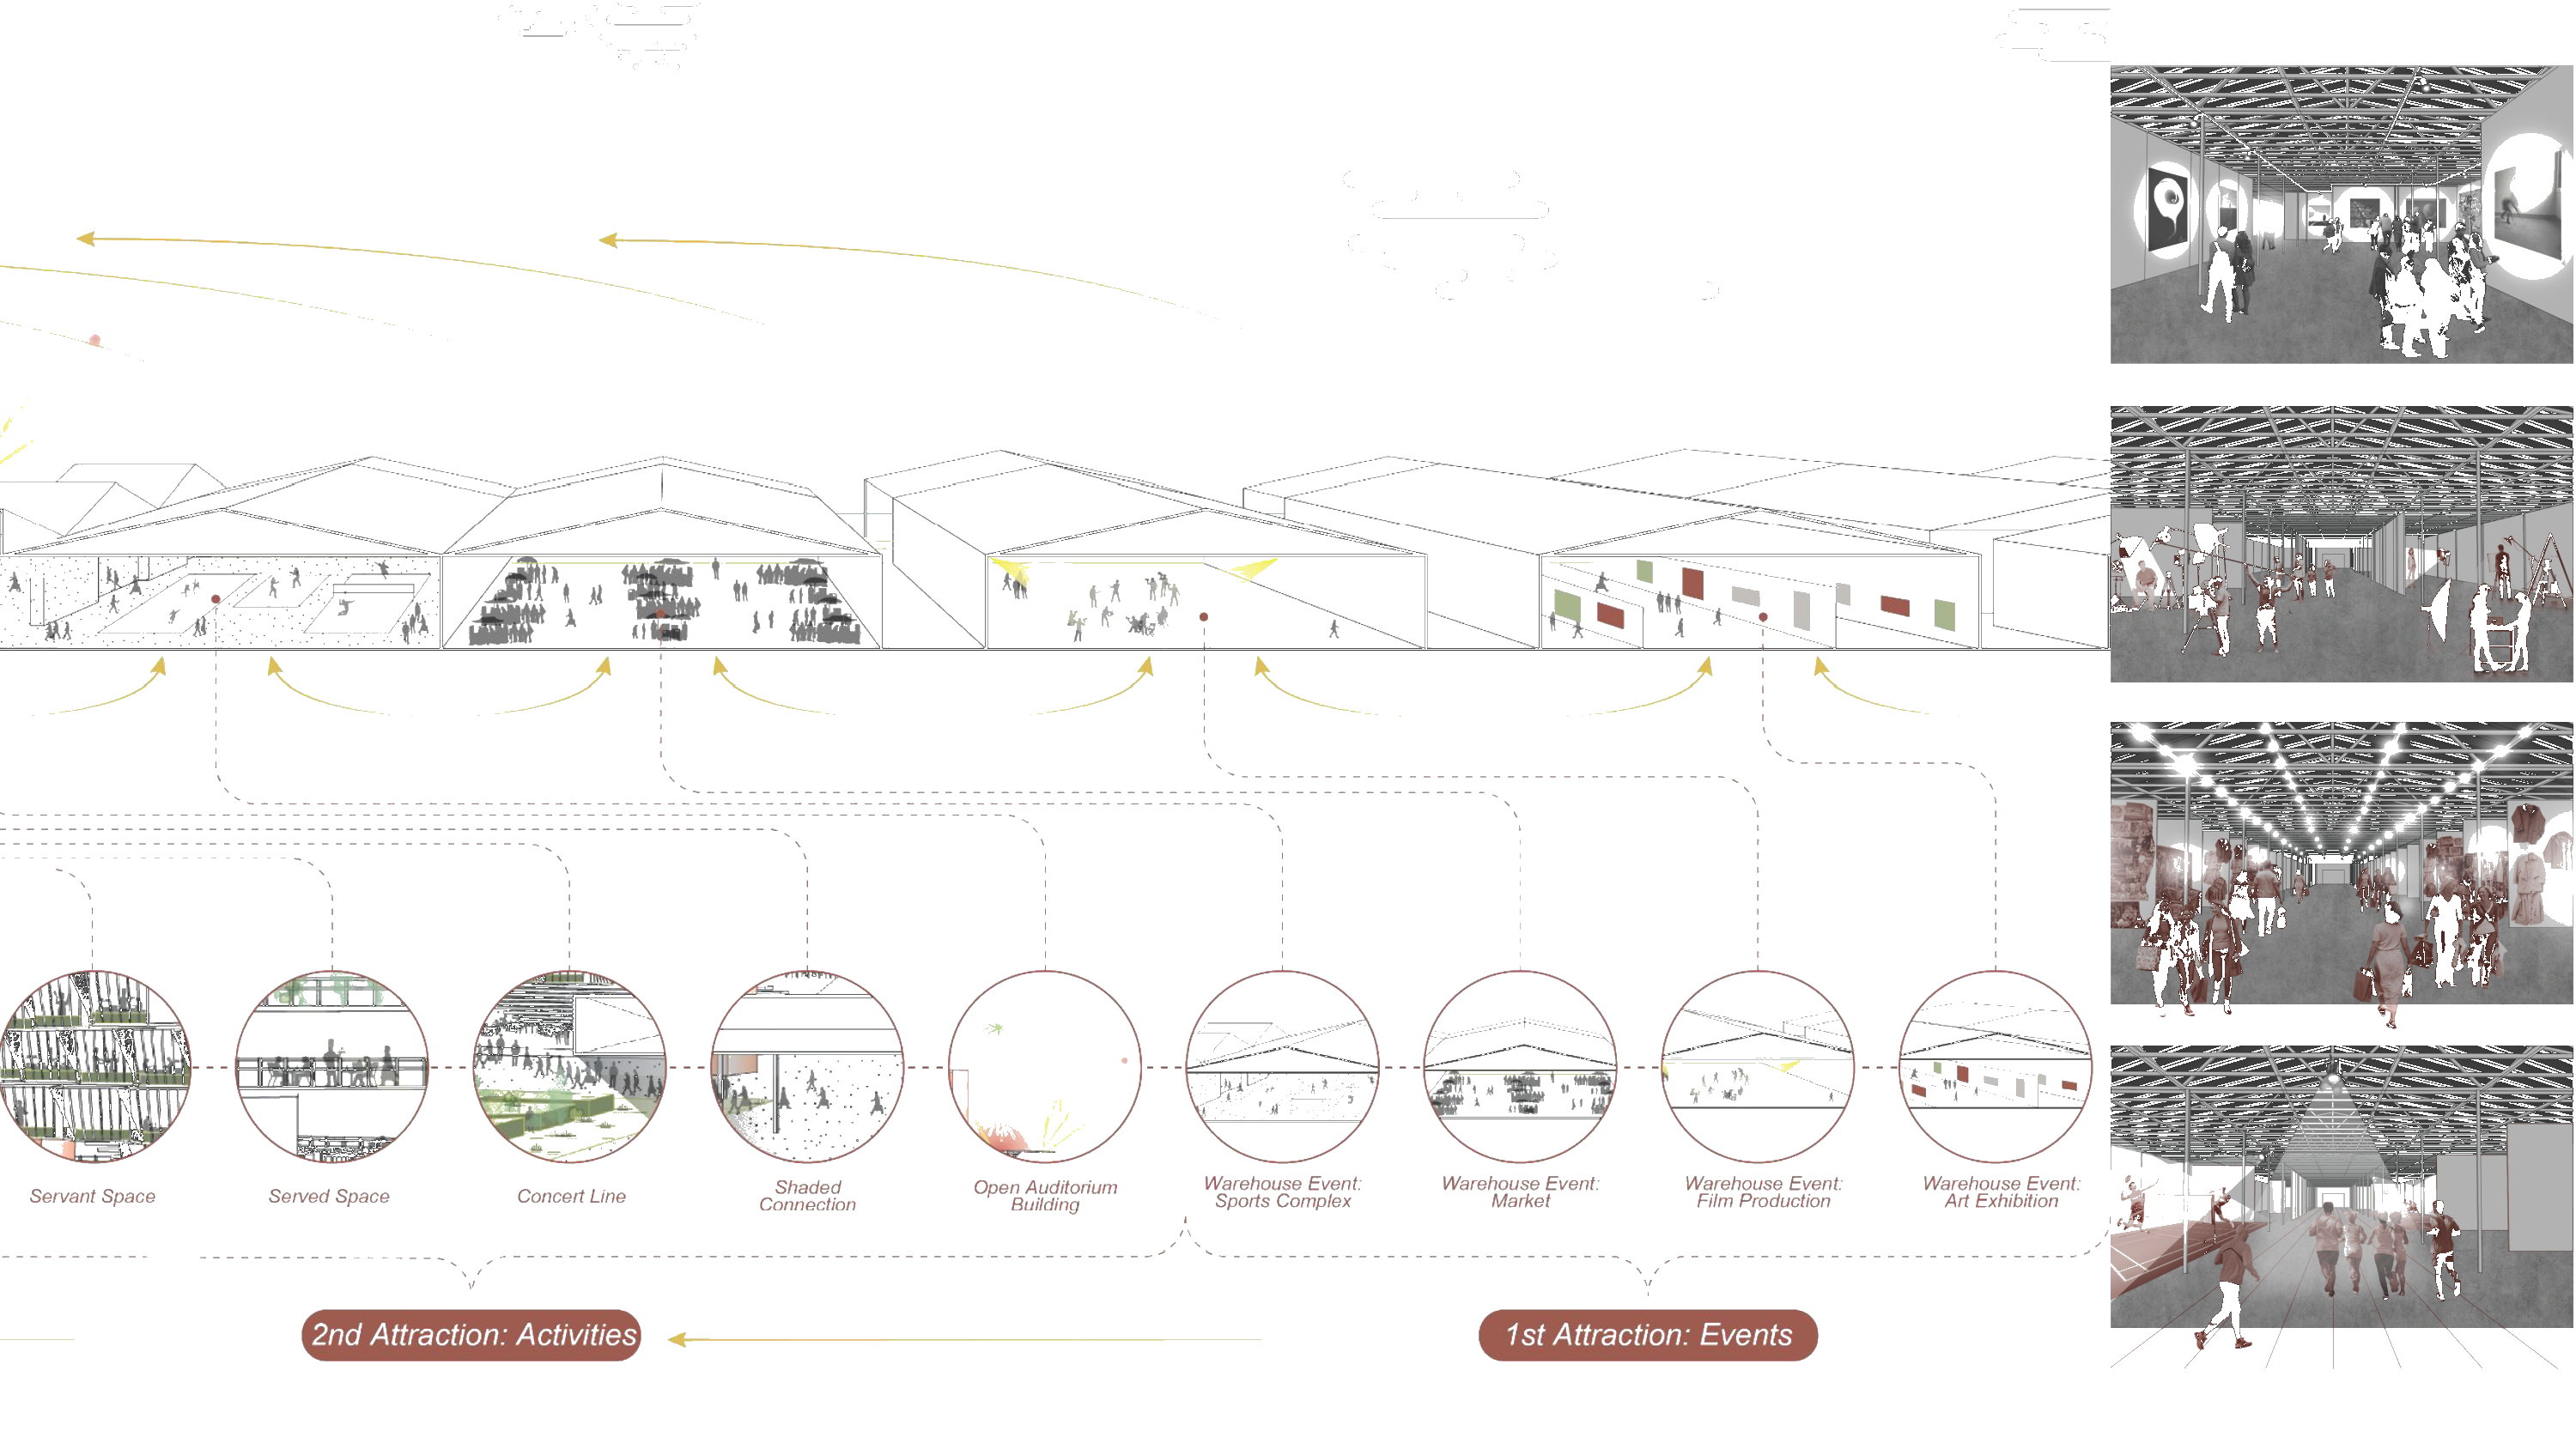 Servant Space
Served Space
Concert Line
Shaded
Connection
Open Auditorium
Building
Warehouse Event:
Sports Complex
Warehouse Event:
Market
Warehouse Event:
Film Production
Warehouse Event:
Art Exhibition
2nd Attraction: Activities
1st Attraction: Events